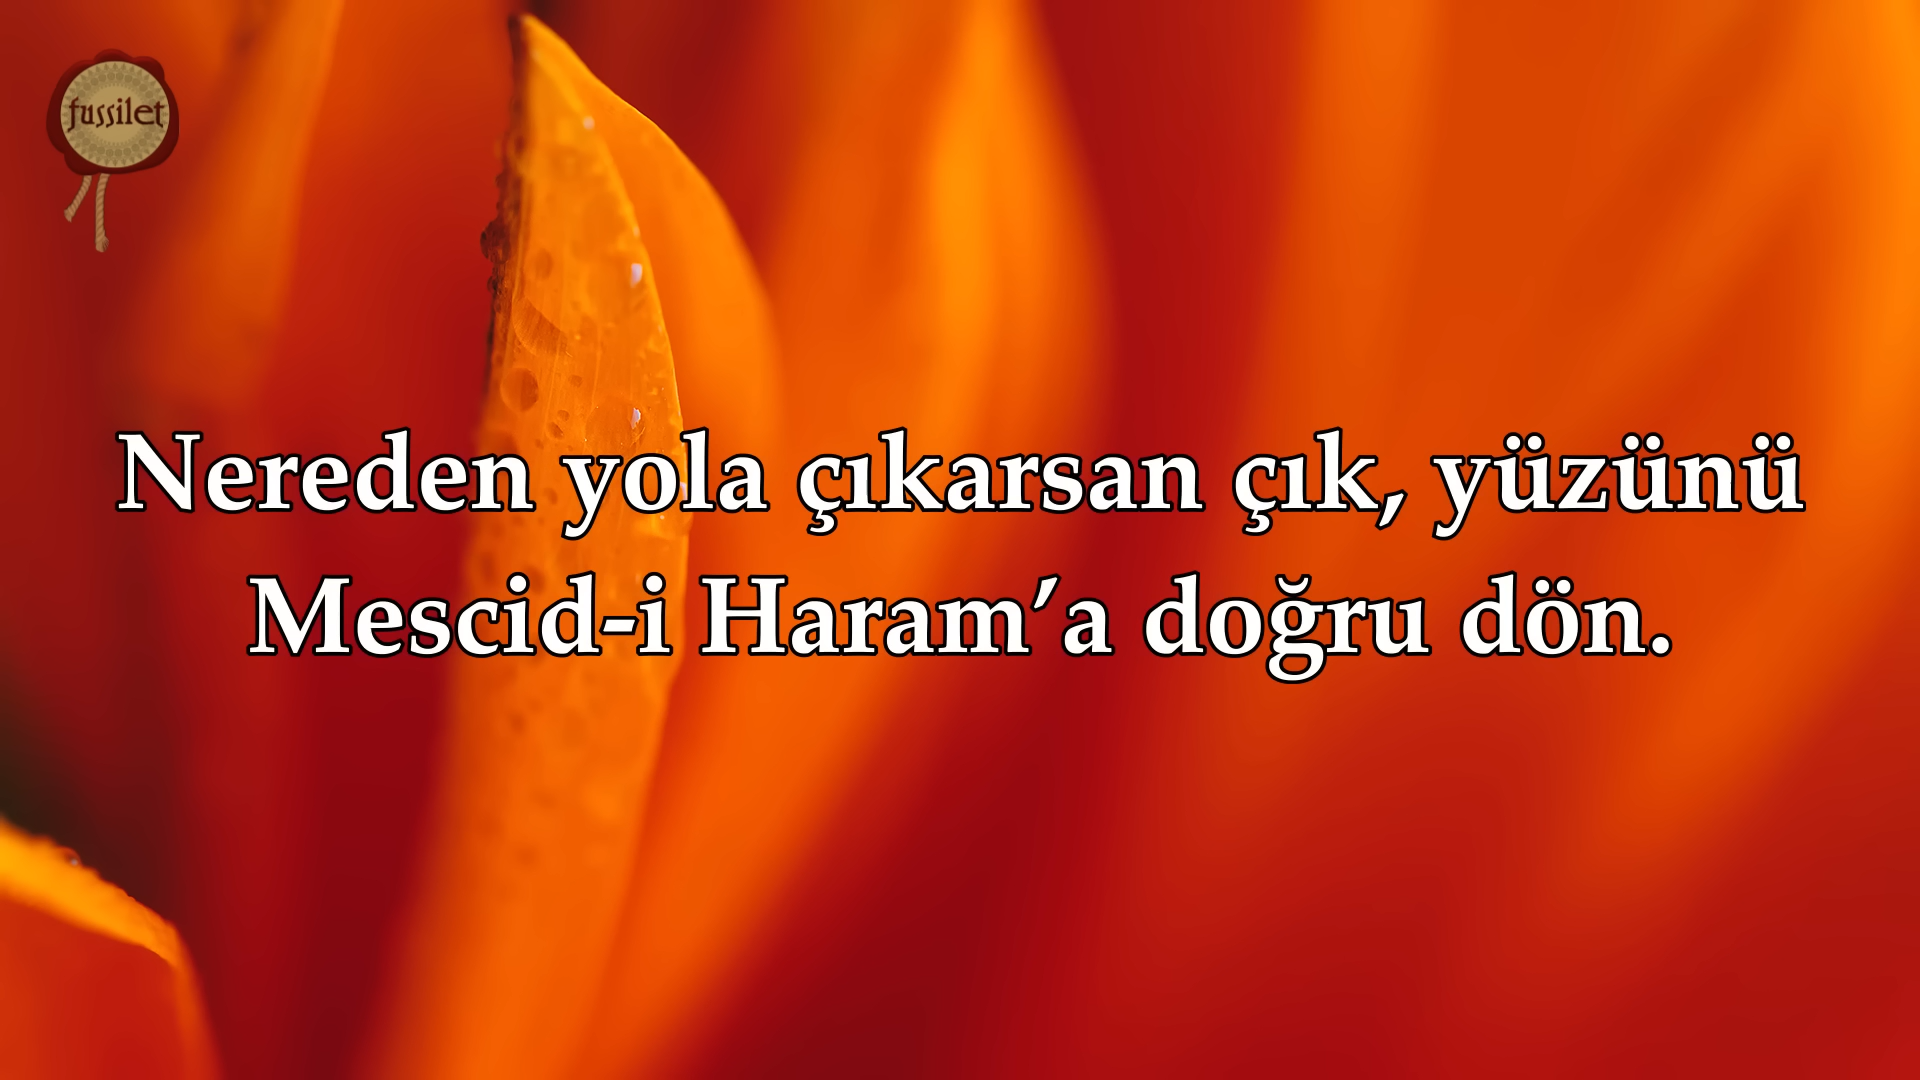 fussilet
Nereden yola çıkarsan çık, yüzünü
Mescid-i Haram’a doğru dön.